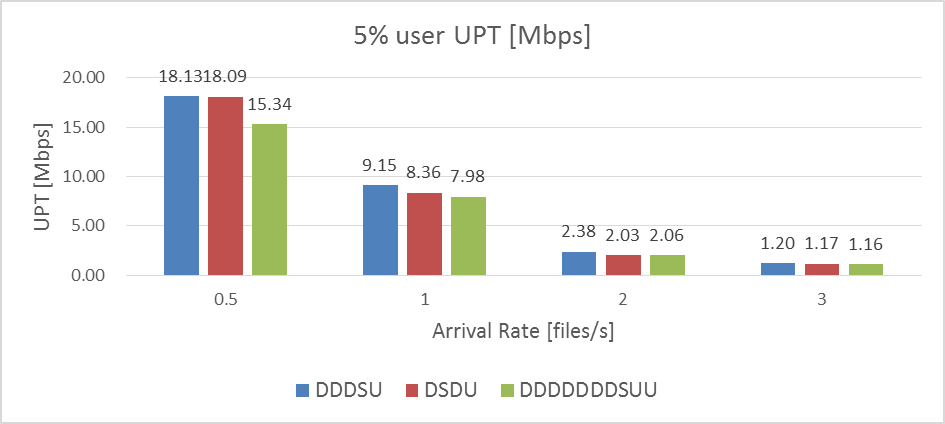 5% user UPT [Mbps]
18.13 18.09
20.00
15.34
15.00
9.15 8.36 7.98
10.00
5.00
2.38 2.03 2.06
1.20 1.17 1.16
0.00
0.5 1 2 3
UPT [Mbps]
Arrival Rate [files/s]
DDDSU DSDU DDDDDDDSUU